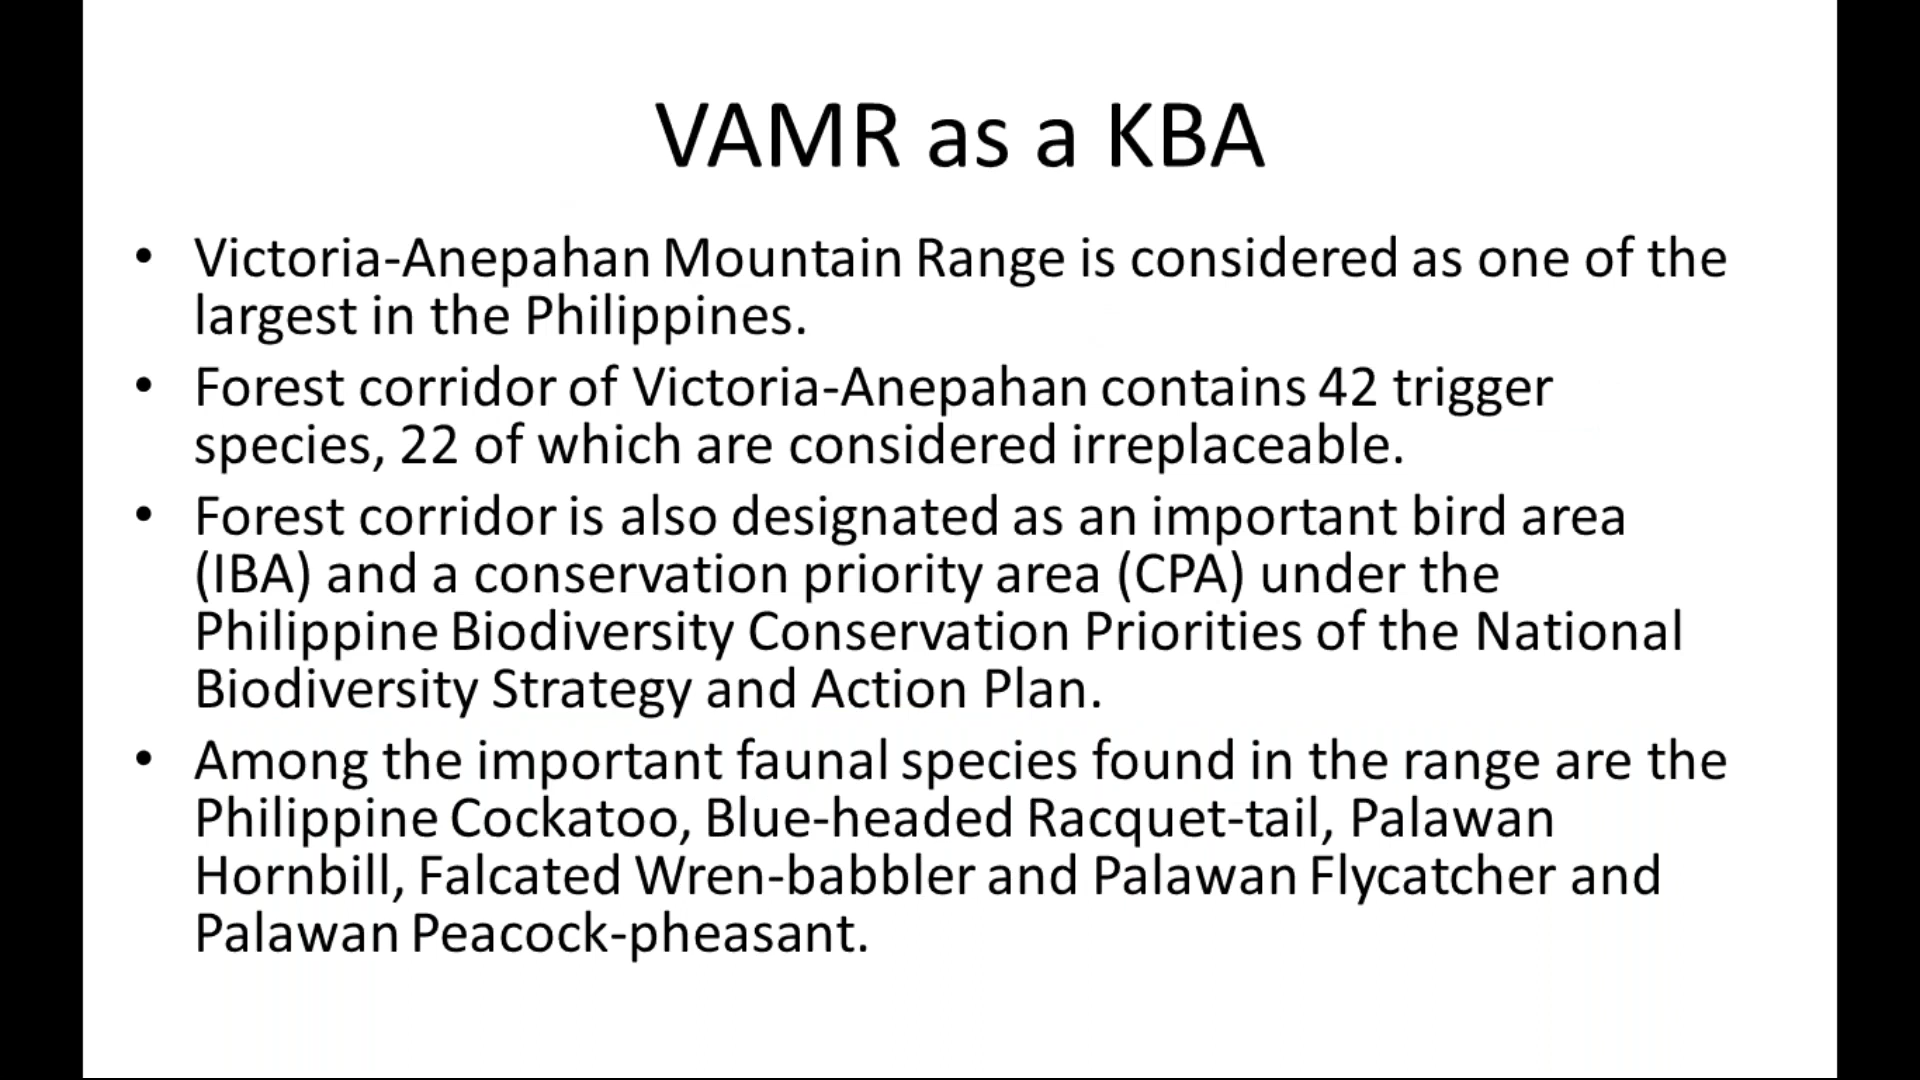 VAMR as a KBA
• Victoria-Anepahan Mountain Range is considered as one of the
largest in the Philippines.
• Forest corridor of Victoria-Anepahan contains 42 trigger
species, 22 of which are considered irreplaceable.
• Forest corridor is also designated as an important bird area
(IBA) and a conservation priority area (CPA) under the
Philippine Biodiversity Conservation Priorities of the National
Biodiversity Strategy and Action Plan.
• Among the important faunal species found in the range are the
Philippine Cockatoo, Blue-headed Racquet-tail, Palawan
Hornbill, Falcated Wren-babbler and Palawan Flycatcher and
Palawan Peacock-pheasant.